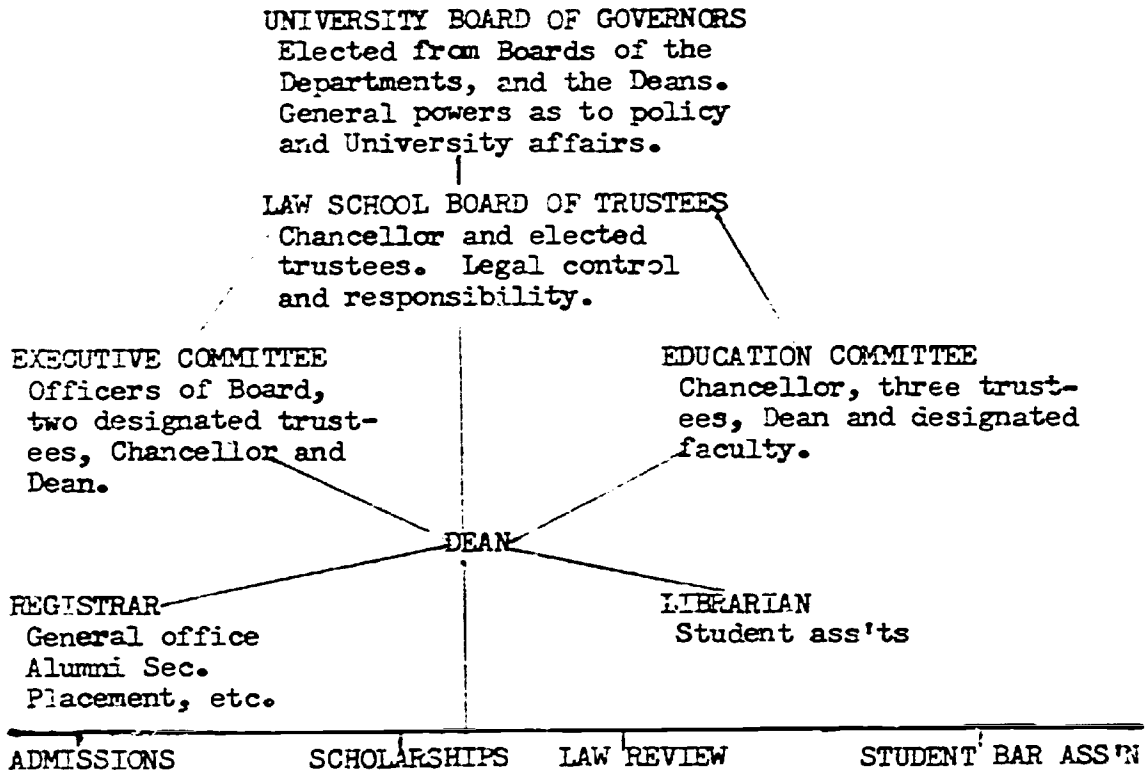 UNIVERSITY BOARD OF GOVERNORS
Elected from Boards of the
Departments, and the Deans.
General powers as to policy
and University affairs.
LAW SCHOOL BOARD OF TRUSTEES
Chancellor and elected
trustees. Legal control
and responsibility.
EXECUTIVE COMMITTEE
Officers of Board,
two designated trust-
ees, Chancellor and
Dean.
EDUCATION COMMITTEE
Chancellor, three trust-
ees, Dean and designated
faculty.
DEAN
REGISTRAR
General office
Alumni Sec.
Placement, etc.
LIBRARIAN
Student ass'ts
ADMISSIONS
SCHOLARSHIPS
LAW REVIEW
STUDENT BAR ASS'N